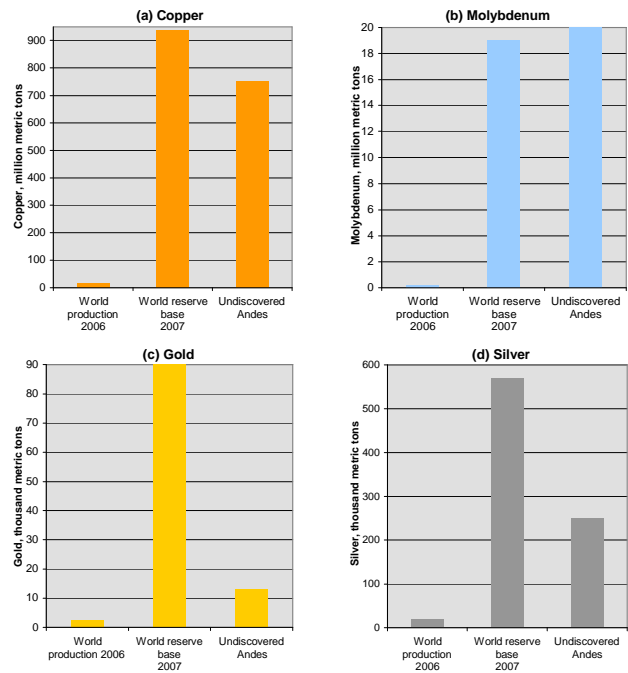 (a) Copper
Copper, million metric tons
900
800
700
600
500
400
300
200
100
0
World production 2006
World reserve base 2007
Undiscovered Andes
(b) Molybdenum
Molybdenum, million metric tons
20
18
16
14
12
10
8
6
4
2
0
World production 2006
World reserve base 2007
Undiscovered Andes
(c) Gold
Gold, thousand metric tons
90
80
70
60
50
40
30
20
10
0
World production 2006
World reserve base 2007
Undiscovered Andes
(d) Silver
Silver, thousand metric tons
600
500
400
300
200
100
0
World production 2006
World reserve base 2007
Undiscovered Andes